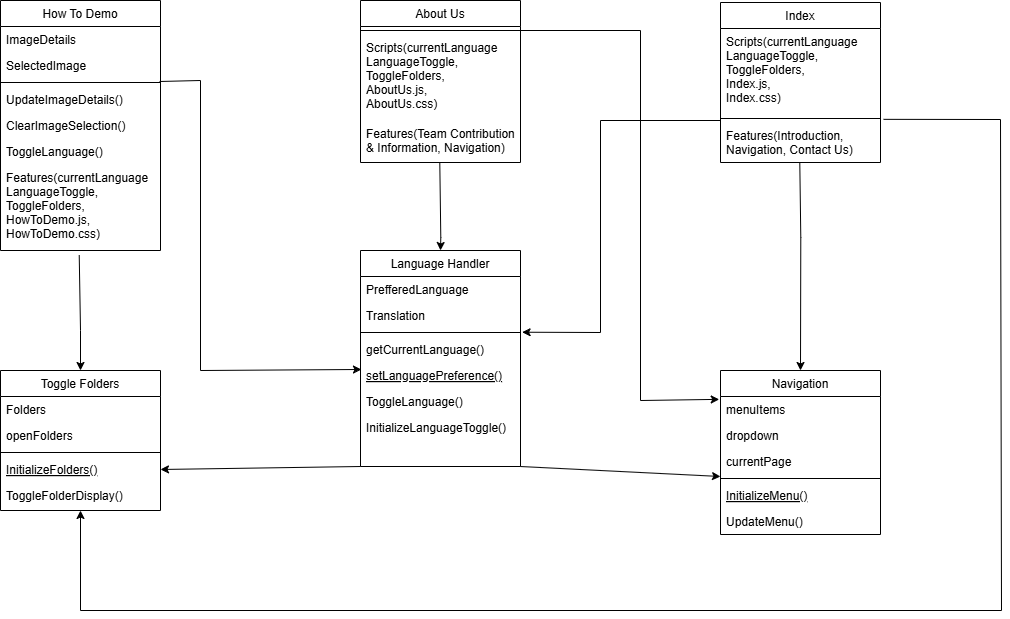 How To Demo
ImageDetails
SelectedImage
UpdateImageDetails()
ClearImageSelection()
ToggleLanguage()
Features(currentLanguage
LanguageToggle,
ToggleFolders,
HowToDemo.js,
HowToDemo.css)
About Us
Scripts(currentLanguage
LanguageToggle,
ToggleFolders,
AboutUs.js,
AboutUs.css)
Features(Team Contribution
& Information, Navigation)
Index
Scripts(currentLanguage
LanguageToggle,
ToggleFolders,
Index.js,
Index.css)
Features(Introduction,
Navigation, Contact Us)
Language Handler
PrefferedLanguage
Translation
getCurrentLanguage()
setLanguagePreference()
ToggleLanguage()
InitializeLanguageToggle()
Toggle Folders
Folders
openFolders
InitializeFolders()
ToggleFolderDisplay()
Navigation
menuItems
dropdown
currentPage
InitializeMenu()
UpdateMenu()